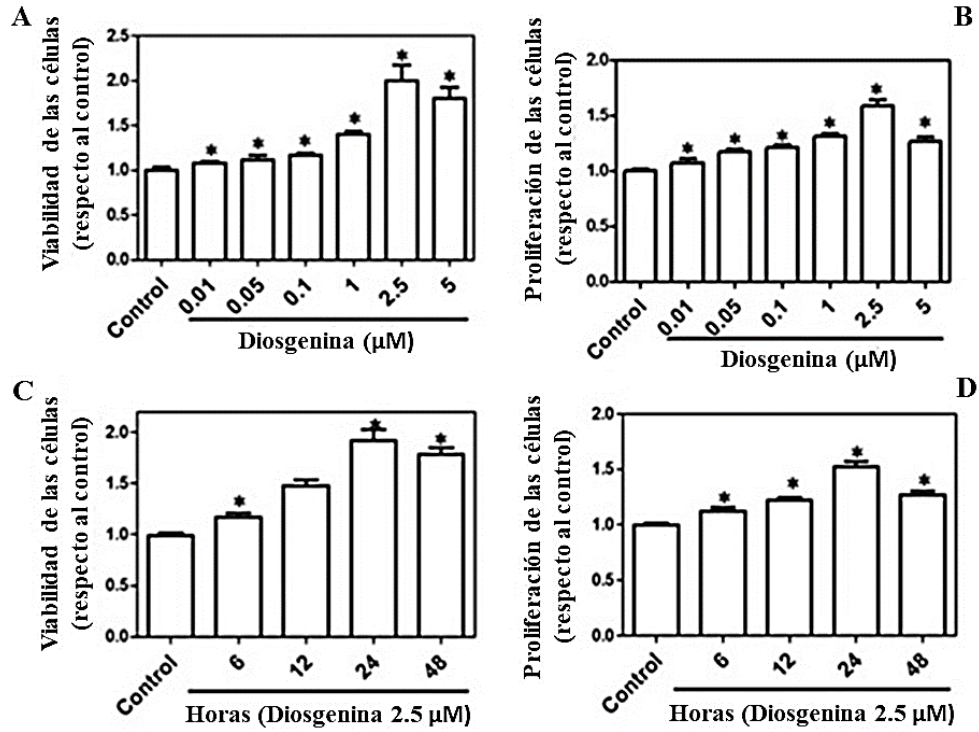 A
Viabilidad de las células
(respecto al control)
2.5
2.0
1.5
1.0
0.5
0.0
* * * * * *
Control 0.01 0.05 0.1 1 2.5 5
Diosgenina (µM)
B
Proliferación de las células
(respecto al control)
2.0
1.5
1.0
0.5
0.0
* * * * * *
Control 0.01 0.05 0.1 1 2.5 5
Diosgenina (µM)
C
Viabilidad de las células
(respecto al control)
2.0
1.5
1.0
0.5
0.0
* * *
Control 6 12 24 48
Horas (Diosgenina 2.5 µM)
D
Proliferación de las células
(respecto al control)
2.0
1.5
1.0
0.5
0.0
* * * *
Control 6 12 24 48
Horas (Diosgenina 2.5 µM)